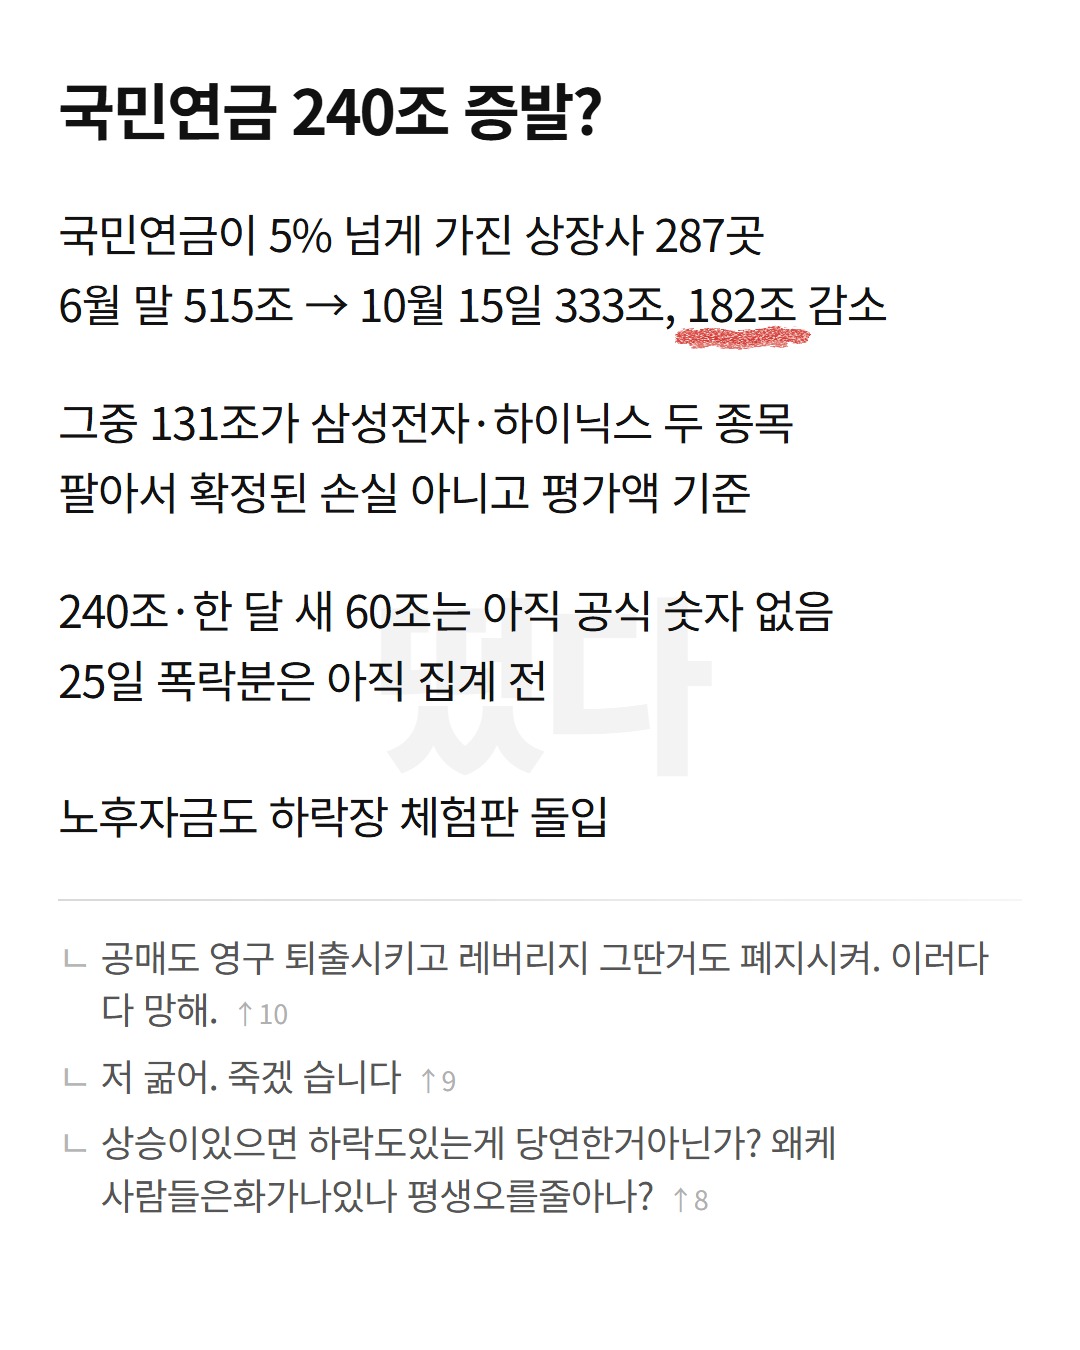 국민연금 240조 증발?
국민연금이 5% 넘게 가진 상장사 287곳
6월 말 515조 → 10월 15일 333조, 182조 감소
그중 131조가 삼성전자·하이닉스 두 종목
팔아서 확정된 손실 아니고 평가액 기준
240조·한 달 새 60조는 아직 공식 숫자 없음
25일 폭락분은 아직 집계 전
떴다
노후자금도 하락장 체험판 돌입
ㄴ 공매도 영구 퇴출시키고 레버리지 그딴거도 폐지시켜. 이러다
다 망해. ↑10
ㄴ 저 굶어. 죽겠 습니다 ↑9
ㄴ 상승이있으면 하락도있는게 당연한거아닌가? 왜케
사람들은화가나있나 평생오를줄아나? ↑8